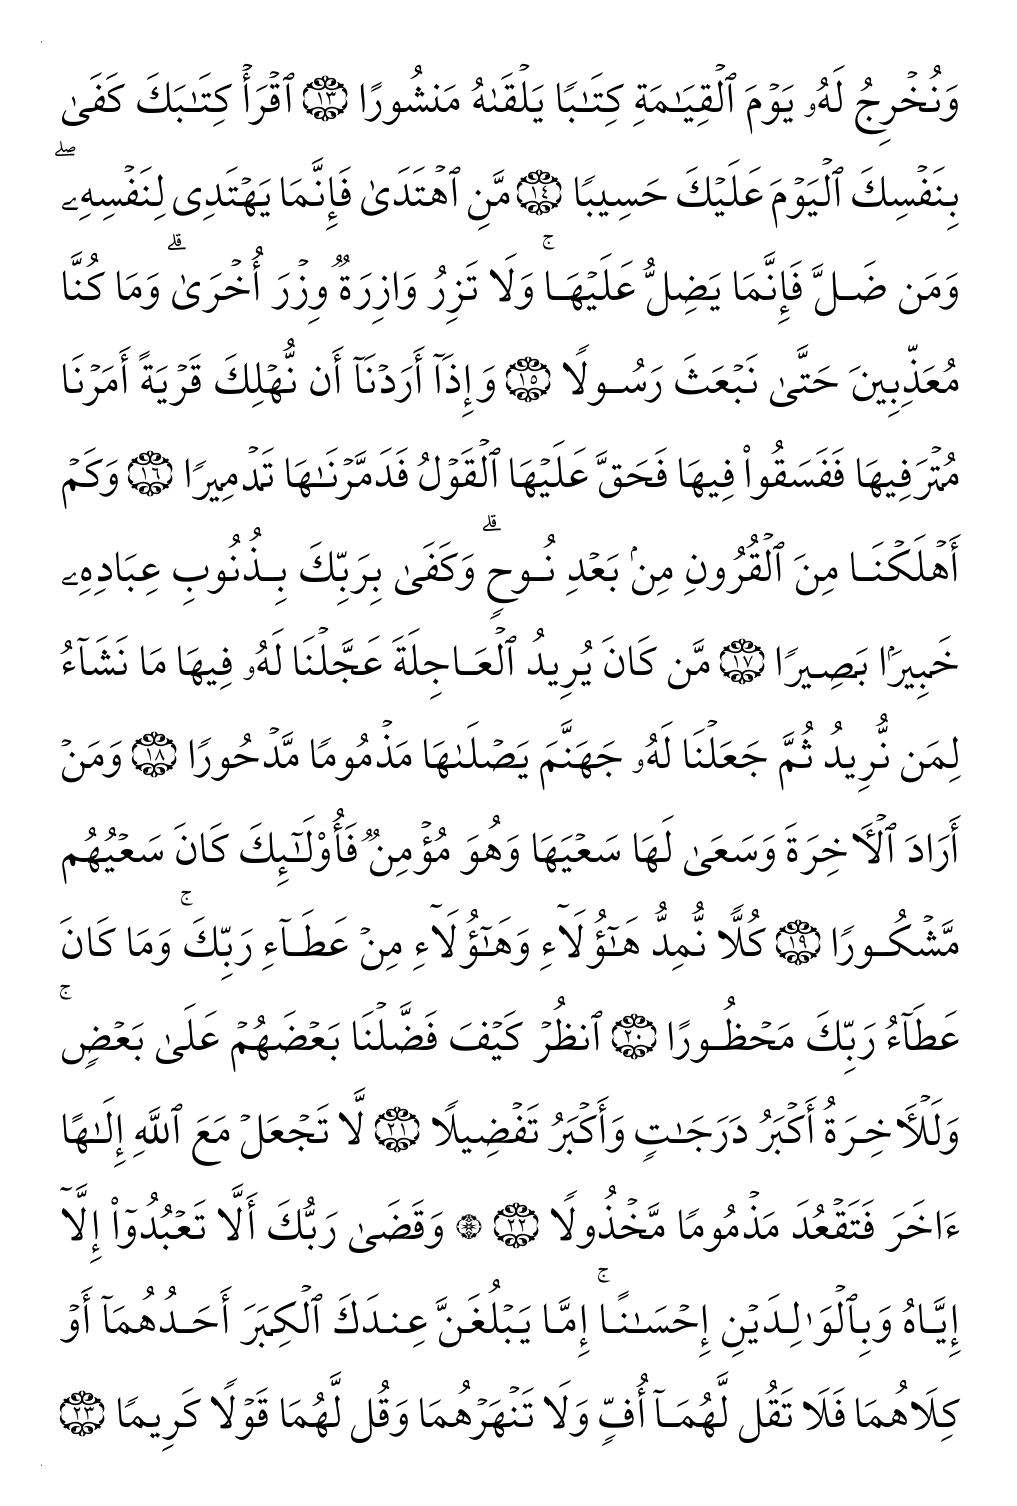 وَنُخۡرِجُ لَهُۥ يَوۡمَ ٱلۡقِيَٰمَةِ كِتَٰبٗا يَلۡقَىٰهُ مَنشُورًا ١٣ ٱقۡرَأۡ كِتَٰبَكَ كَفَىٰ
بِنَفۡسِكَ ٱلۡيَوۡمَ عَلَيۡكَ حَسِيبٗا ١٤ مَّنِ ٱهۡتَدَىٰ فَإِنَّمَا يَهۡتَدِي لِنَفۡسِهِۦۖ
وَمَن ضَلَّ فَإِنَّمَا يَضِلُّ عَلَيۡهَاۚ وَلَا تَزِرُ وَازِرَةٞ وِزۡرَ أُخۡرَىٰۗ وَمَا كُنَّا
مُعَذِّبِينَ حَتَّىٰ نَبۡعَثَ رَسُولٗا ١٥ وَإِذَآ أَرَدۡنَآ أَن نُّهۡلِكَ قَرۡيَةً أَمَرۡنَا
مُتۡرَفِيهَا فَفَسَقُواْ فِيهَا فَحَقَّ عَلَيۡهَا ٱلۡقَوۡلُ فَدَمَّرۡنَٰهَا تَدۡمِيرٗا ١٦ وَكَمۡ
أَهۡلَكۡنَا مِنَ ٱلۡقُرُونِ مِنۢ بَعۡدِ نُوحٖۗ وَكَفَىٰ بِرَبِّكَ بِذُنُوبِ عِبَادِهِۦ
خَبِيرَۢا بَصِيرٗا ١٧ مَّن كَانَ يُرِيدُ ٱلۡعَاجِلَةَ عَجَّلۡنَا لَهُۥ فِيهَا مَا نَشَآءُ
لِمَن نُّرِيدُ ثُمَّ جَعَلۡنَا لَهُۥ جَهَنَّمَ يَصۡلَىٰهَا مَذۡمُومٗا مَّدۡحُورٗا ١٨ وَمَنۡ
أَرَادَ ٱلۡأٓخِرَةَ وَسَعَىٰ لَهَا سَعۡيَهَا وَهُوَ مُؤۡمِنٞ فَأُوْلَٰٓئِكَ كَانَ سَعۡيُهُم
مَّشۡكُورٗا ١٩ كُلّٗا نُّمِدُّ هَٰٓؤُلَآءِ وَهَٰٓؤُلَآءِ مِنۡ عَطَآءِ رَبِّكَۚ وَمَا كَانَ
عَطَآءُ رَبِّكَ مَحۡظُورًا ٢٠ ٱنظُرۡ كَيۡفَ فَضَّلۡنَا بَعۡضَهُمۡ عَلَىٰ بَعۡضٖۚ
وَلَلۡأٓخِرَةُ أَكۡبَرُ دَرَجَٰتٖ وَأَكۡبَرُ تَفۡضِيلٗا ٢١ لَّا تَجۡعَلۡ مَعَ ٱللَّهِ إِلَٰهًا
ءَاخَرَ فَتَقۡعُدَ مَذۡمُومٗا مَّخۡذُولٗا ٢٢ ۞ وَقَضَىٰ رَبُّكَ أَلَّا تَعۡبُدُوٓاْ إِلَّآ
إِيَّاهُ وَبِٱلۡوَٰلِدَيۡنِ إِحۡسَٰنًاۚ إِمَّا يَبۡلُغَنَّ عِندَكَ ٱلۡكِبَرَ أَحَدُهُمَآ أَوۡ
كِلَاهُمَا فَلَا تَقُل لَّهُمَآ أُفّٖ وَلَا تَنۡهَرۡهُمَا وَقُل لَّهُمَا قَوۡلٗا كَرِيمٗا ٢٣